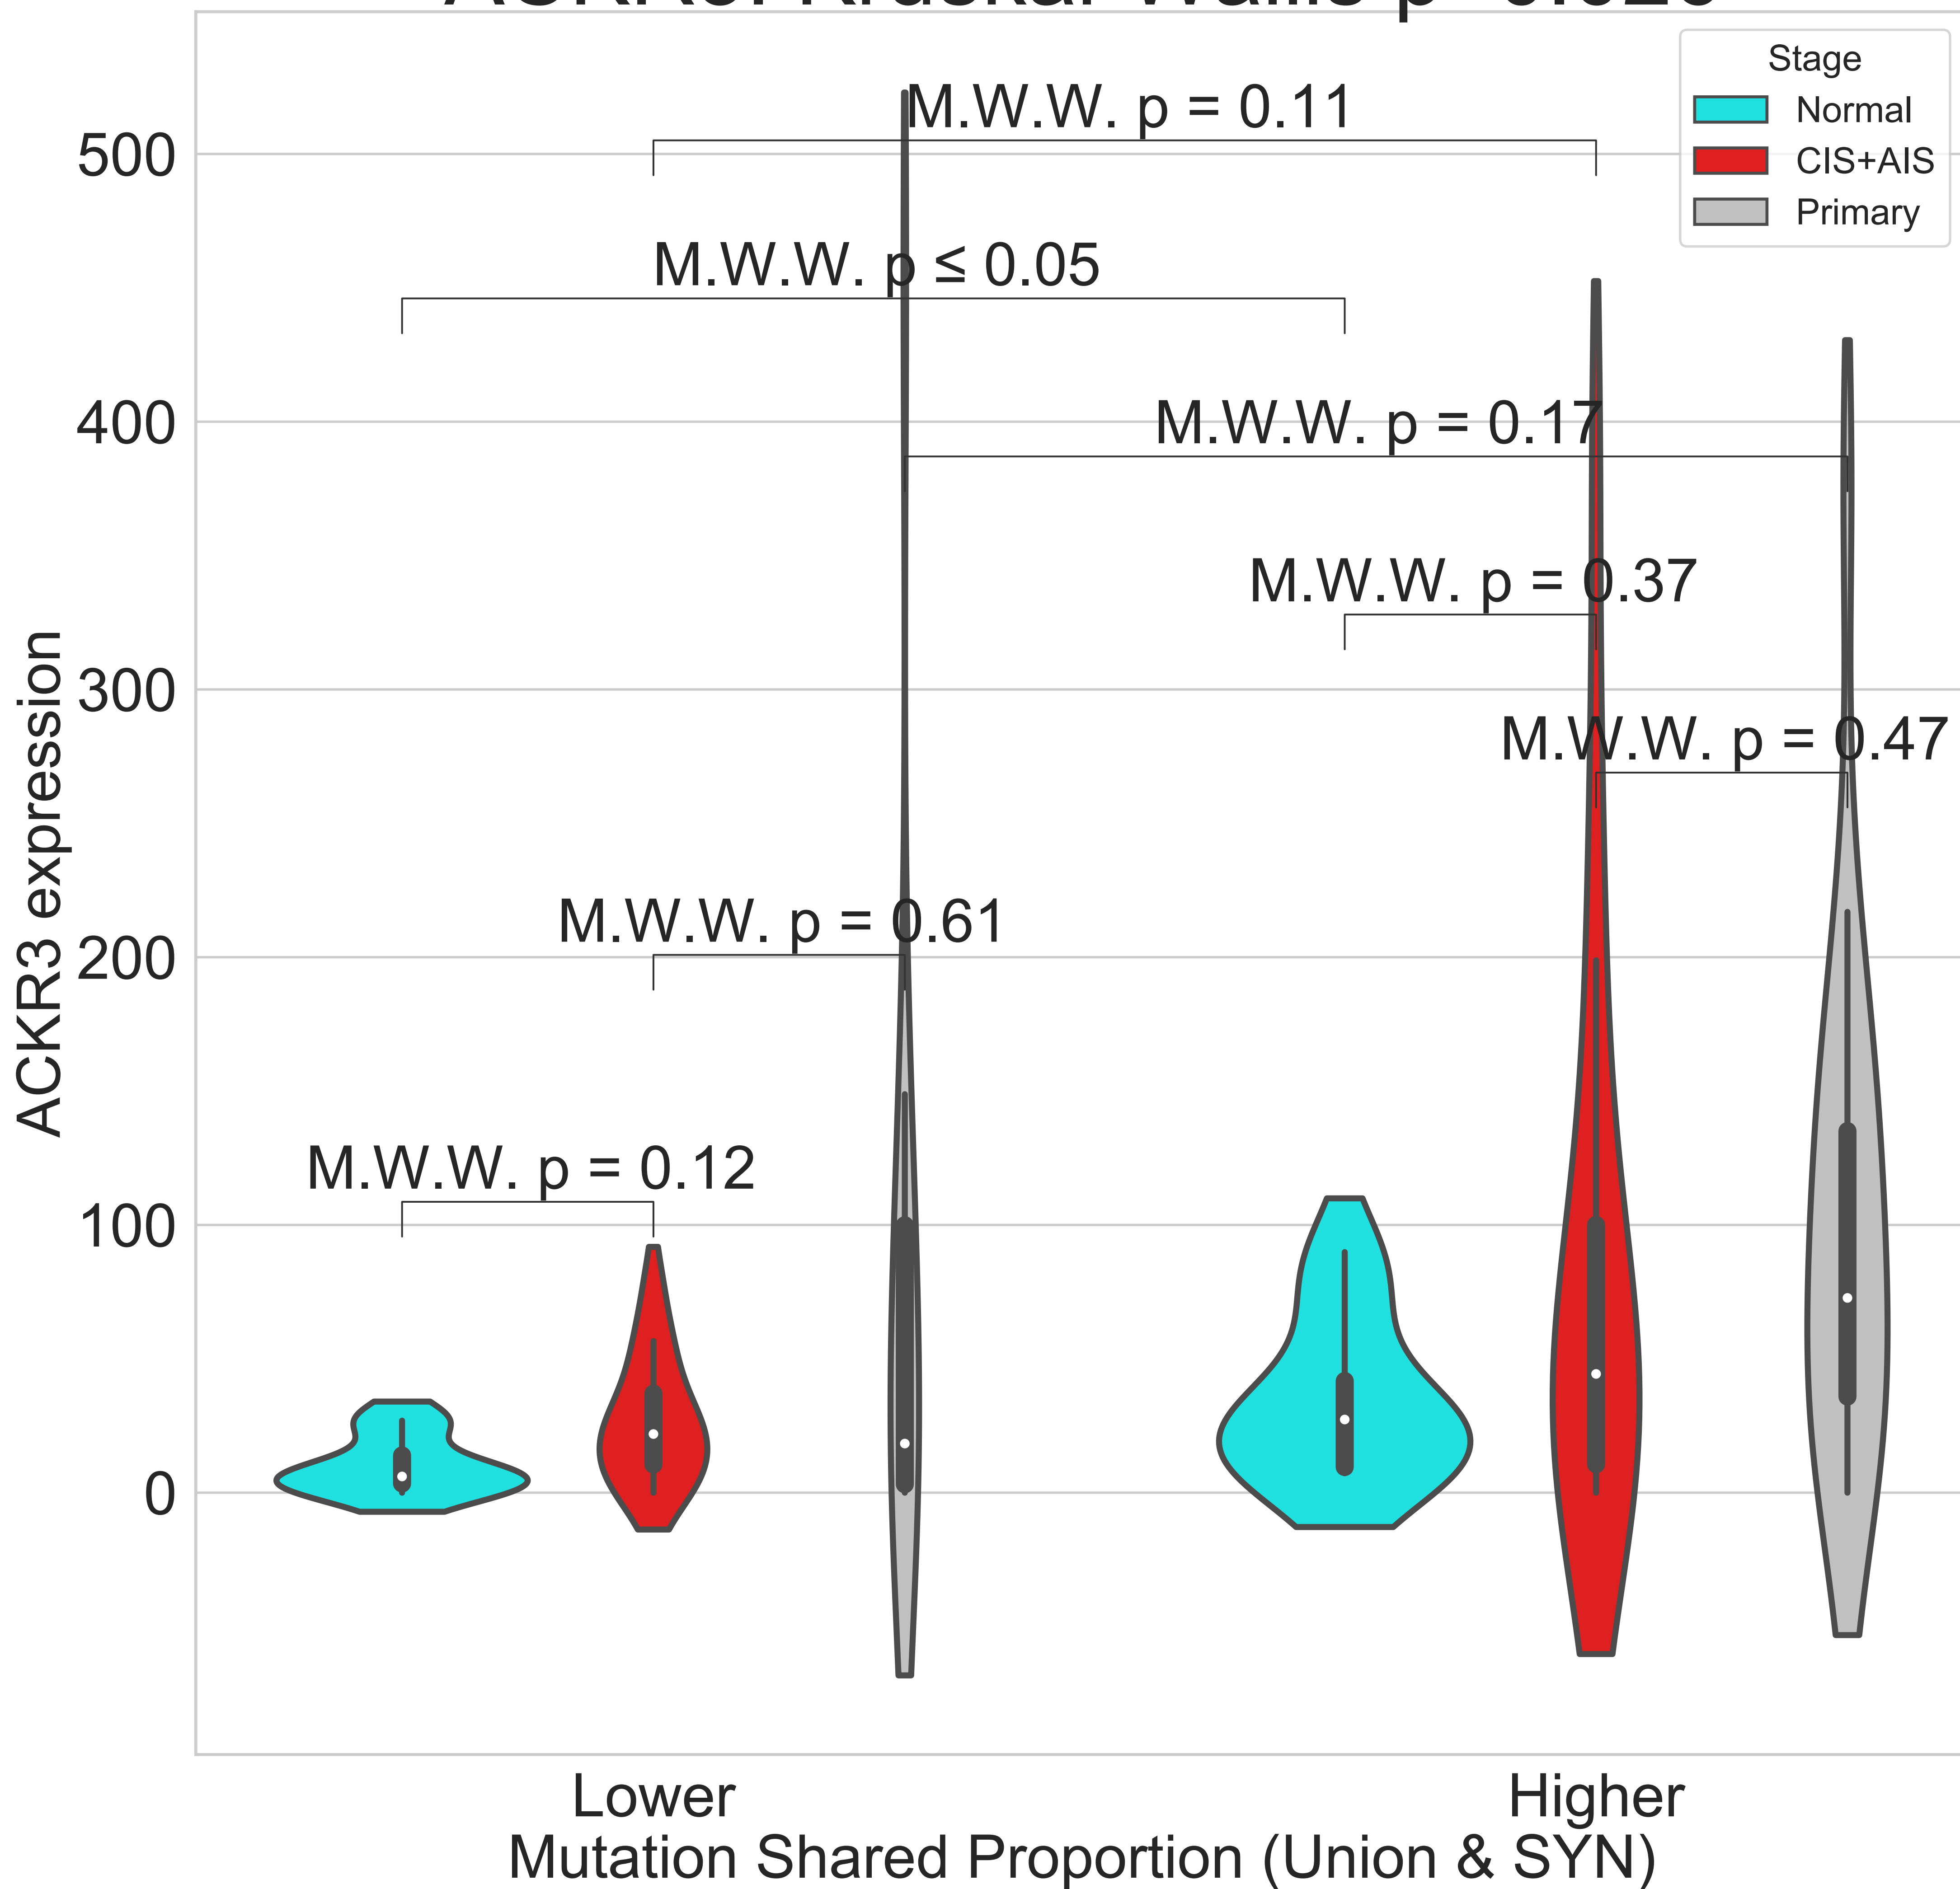 Stage
Normal
CIS+AIS
Primary
M.W.W. p = 0.11
M.W.W. p ≤ 0.05
M.W.W. p = 0.17
M.W.W. p = 0.37
M.W.W. p = 0.47
M.W.W. p = 0.61
M.W.W. p = 0.12
500
400
300
200
100
0
ACKR3 expression
Lower
Higher
Mutation Shared Proportion (Union & SYN)